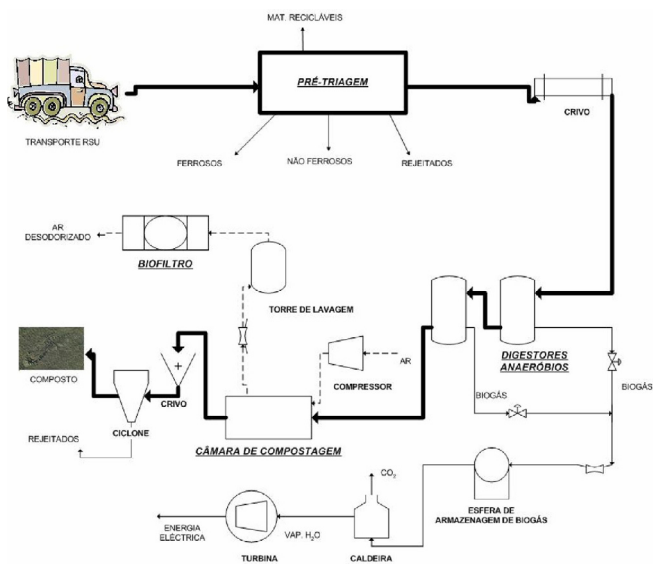 MAT. RECICLÁVEIS
PRÉ-TRIAGEM
CRIVO
TRANSPORTE RSU
FERROSOS
NÃO FERROSOS
REJEITADOS
AR
DESODORIZADO
BIOFILTRO
TORRE DE LAVAGEM
DIGESTORES
ANAERÓBIOS
COMPRESSOR
AR
BIOGÁS
BIOGÁS
COMPOSTO
CRIVO
CICLONE
REJEITADOS
CÂMARA DE COMPOSTAGEM
CO2
ESFERA DE
ARMAZENAGEM DE BIOGÁS
ENERGIA
ELÉCTRICA
VAP. H2O
TURBINA
CALDEIRA